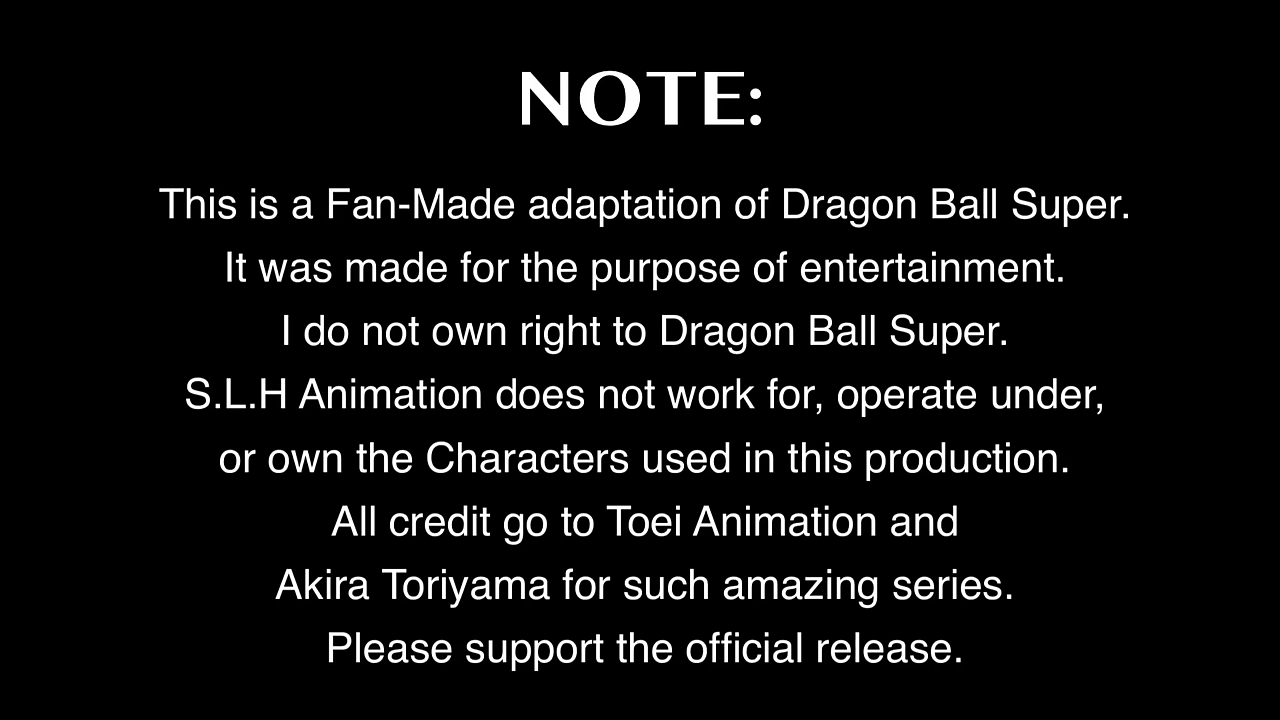 NOTE:
This is a Fan-Made adaptation of Dragon Ball Super.
It was made for the purpose of entertainment.
I do not own right to Dragon Ball Super.
S.L.H Animation does not work for, operate under,
or own the Characters used in this production.
All credit go to Toei Animation and
Akira Toriyama for such amazing series.
Please support the official release.